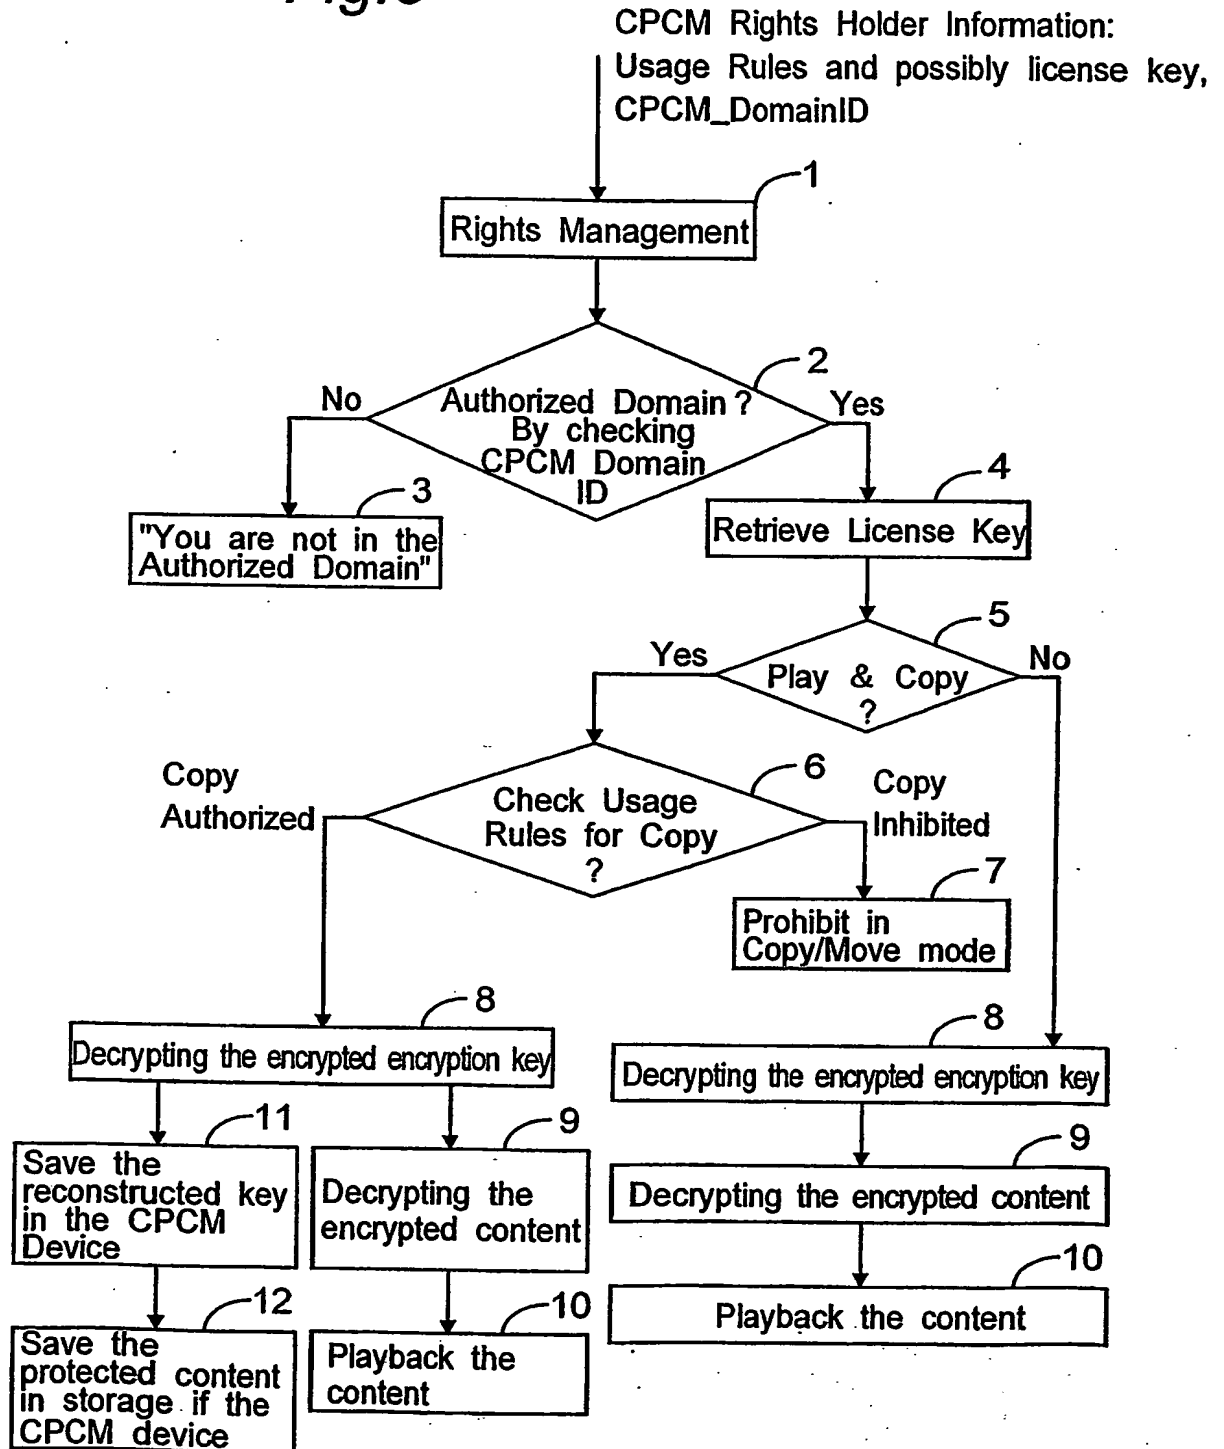 CPCM Rights Holder Information:
Usage Rules and possibly license key,
CPCM_DomainID
1
Rights Management
2
No
Authorized Domain ?
Yes
By checking
CPCM Domain
ID
3
4
"You are not in the
Authorized Domain"
Retrieve License Key
5
Yes
No
Play & Copy
?
6
Copy
Authorized
Check Usage
Rules for Copy
?
Copy
Inhibited
7
Prohibit in
Copy/Move mode
8
8
Decrypting the encrypted encryption key
Decrypting the encrypted encryption key
11
9
9
Save the
reconstructed key
in the CPCM
Device
Decrypting the
encrypted content
Decrypting the encrypted content
12
10
10
Save the
protected content
in storage if the
CPCM device
Playback the
content
Playback the content